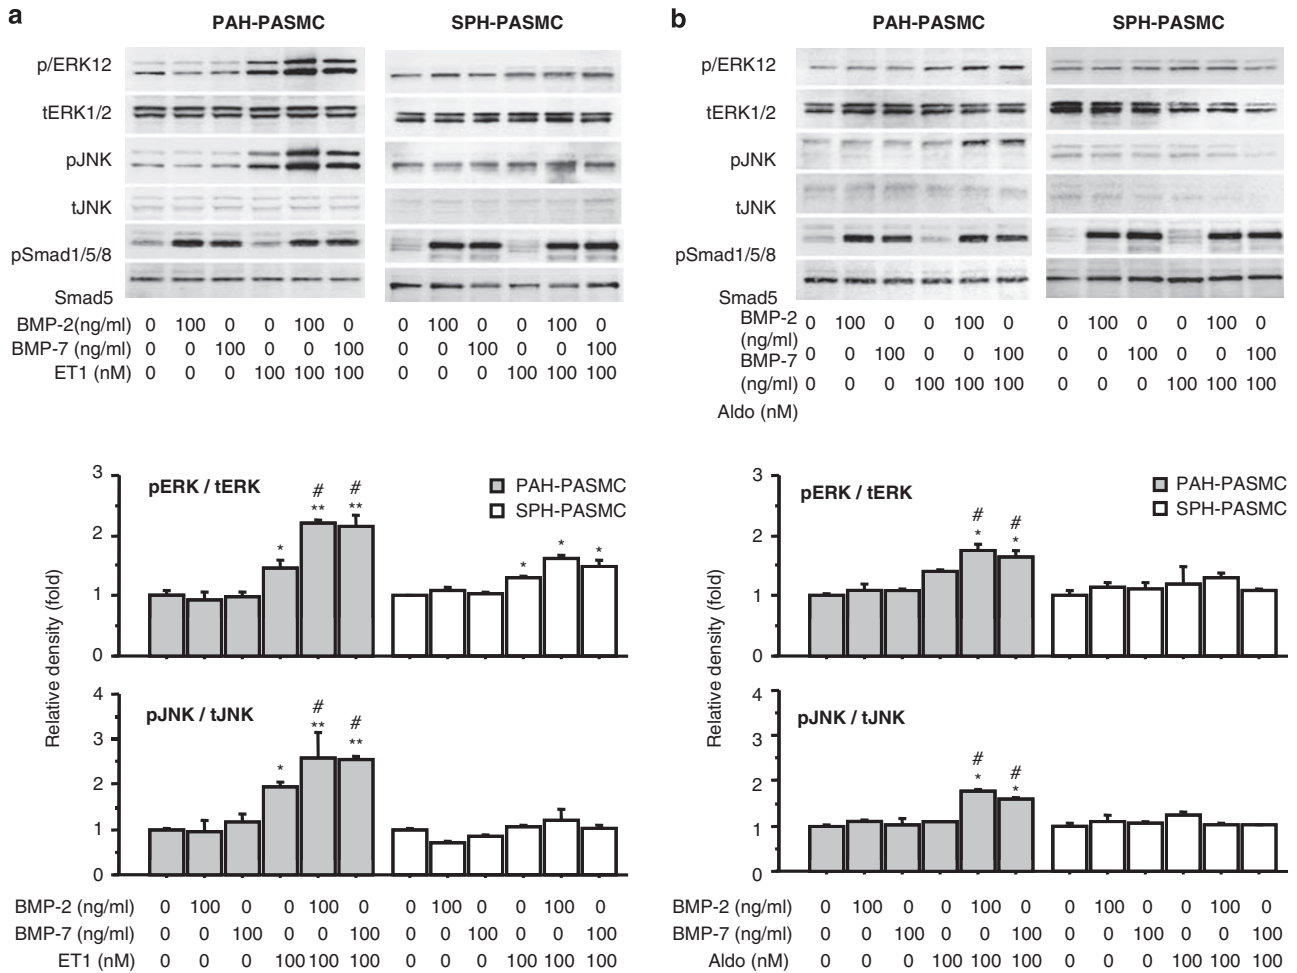 a
PAH-PASMC SPH-PASMC
p/ERK12
tERK1/2
pJNK
tJNK
pSmad1/5/8
Smad5
BMP-2(ng/ml) 0 100 0 0 100 0 0 100 0 0 100 0
BMP-7 (ng/ml) 0 0 100 0 0 100 0 0 100 0 0 100
ET1 (nM) 0 0 0 100 100 100 0 0 0 100 100 100
3
pERK / tERK
# #
** **
*
PAH-PASMC
SPH-PASMC
* * *
2
1
0
Relative density (fold)
4
pJNK / tJNK
# #
** **
*
3
2
1
0
BMP-2 (ng/ml) 0 100 0 0 100 0 0 100 0 0 100 0
BMP-7 (ng/ml) 0 0 100 0 0 100 0 0 100 0 0 100
ET1 (nM) 0 0 0 100 100 100 0 0 0 100 100 100
b
PAH-PASMC SPH-PASMC
p/ERK12
tERK1/2
pJNK
tJNK
pSmad1/5/8
Smad5
BMP-2 0 100 0 0 100 0 0 100 0 0 100 0
(ng/ml)
BMP-7 0 0 100 0 0 100 0 0 100 0 0 100
(ng/ml) 0 0 0 100 100 100 0 0 0 100 100 100
Aldo (nM)
3
pERK / tERK
# #
* *
PAH-PASMC
SPH-PASMC
2
1
0
Relative density (fold)
4
pJNK / tJNK
# #
* *
3
2
1
0
BMP-2 (ng/ml) 0 100 0 0 100 0 0 100 0 0 100 0
BMP-7 (ng/ml) 0 0 100 0 0 100 0 0 100 0 0 100
Aldo (nM) 0 0 0 100 100 100 0 0 0 100 100 100